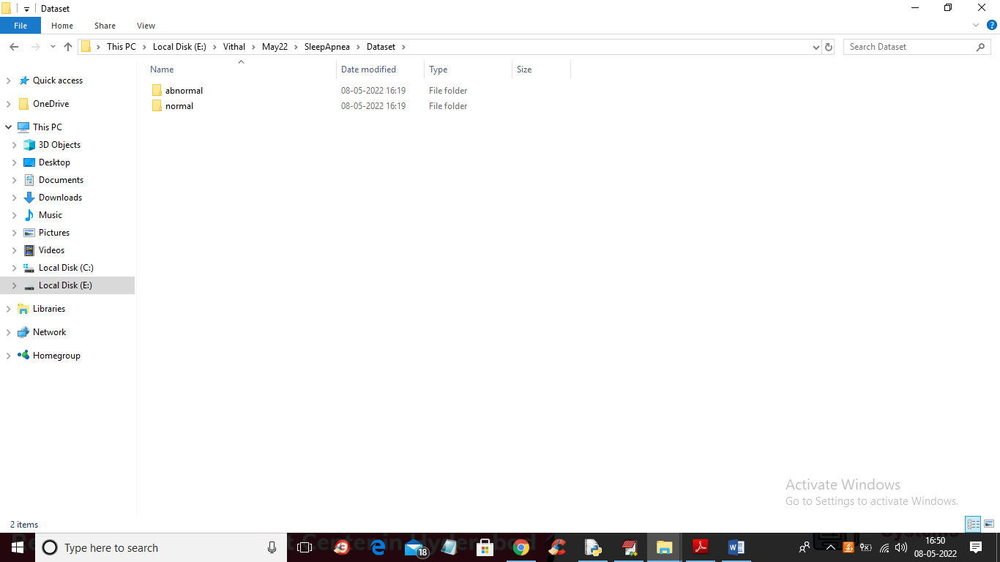 Dataset
File Home Share View
This PC Local Disk (E:) Vithal May22 SleepApnea Dataset
Search Dataset
Name Date modified Type Size
abnormal 08-05-2022 16:19 File folder
normal 08-05-2022 16:19 File folder
Quick access
OneDrive
This PC
3D Objects
Desktop
Documents
Downloads
Music
Pictures
Videos
Local Disk (C:)
Local Disk (E:)
Libraries
Network
Homegroup
Activate Windows
Go to Settings to activate Windows.
2 items
Type here to search
18
16:50
08-05-2022